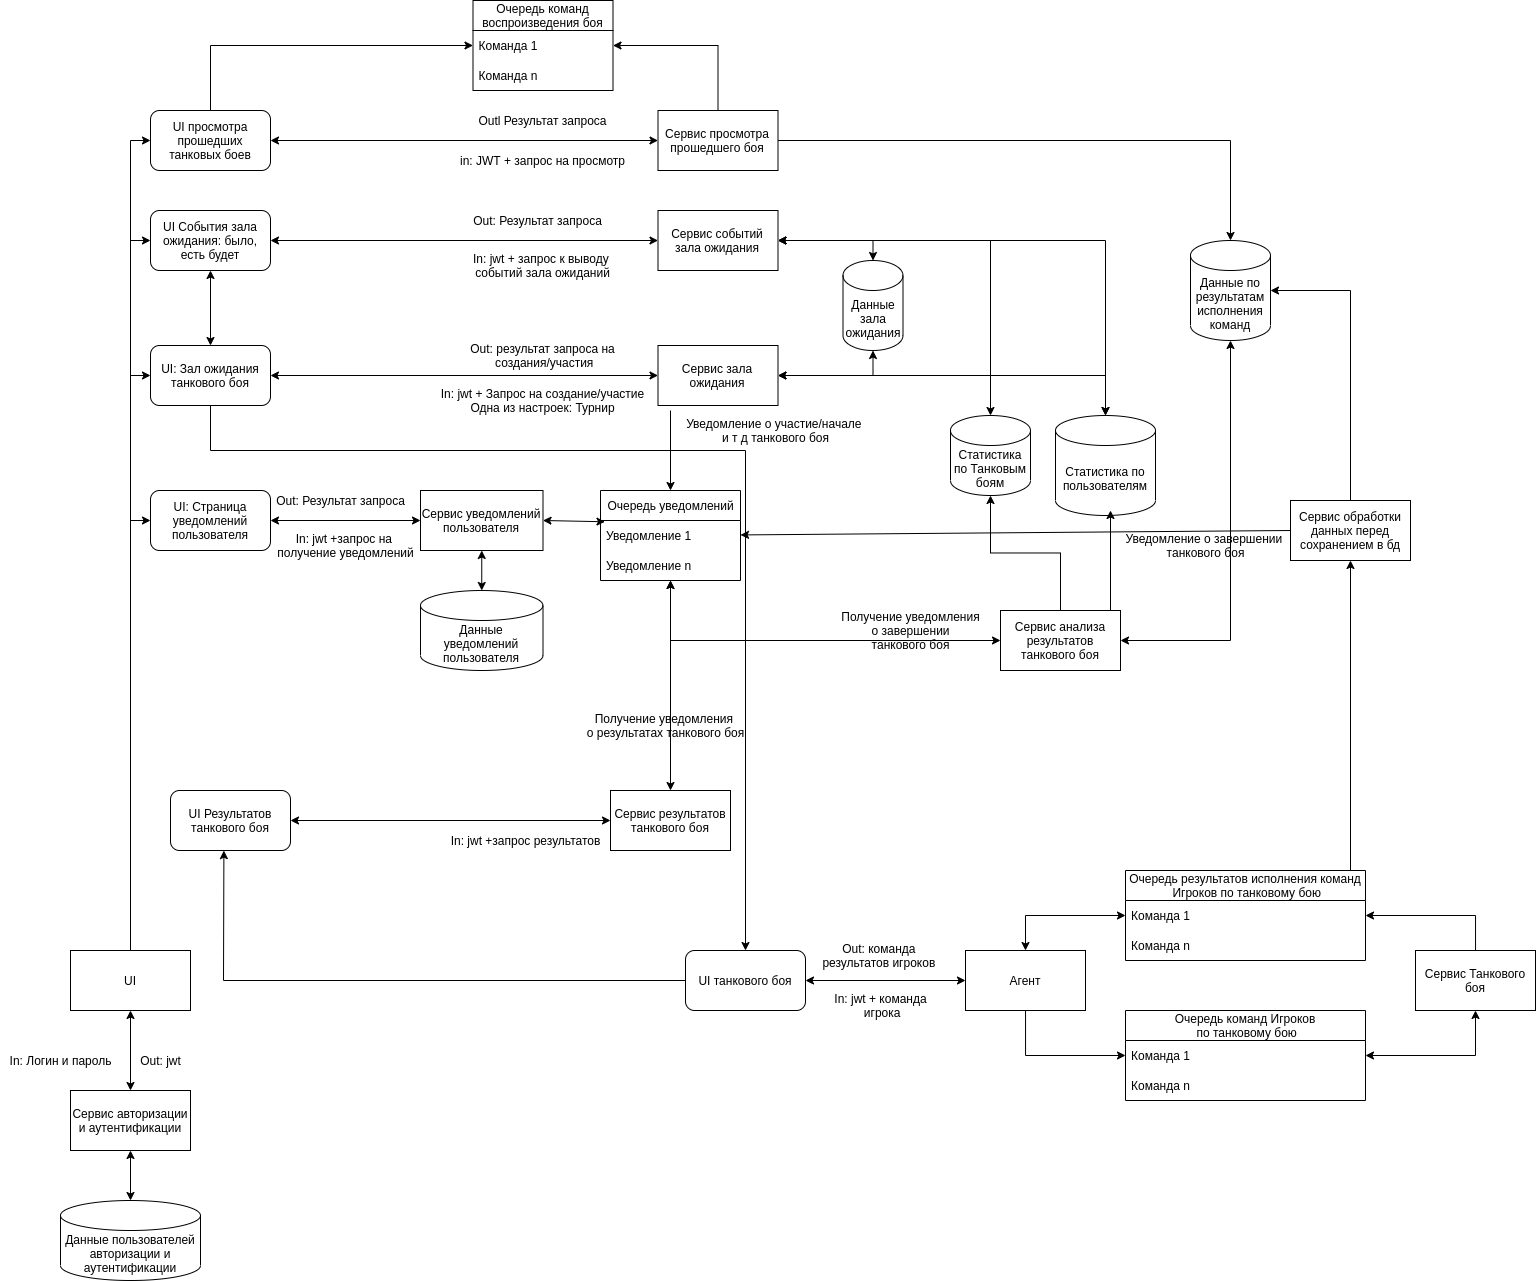 Очередь команд
воспроизведения боя
Команда 1
Команда n
UI просмотра
прошедших
танковых боев
Outl Результат запроса
in: JWT + запрос на просмотр
Сервис просмотра
прошедшего боя
UI События зала
ожидания: было,
есть будет
Out: Результат запроса
In: jwt + запрос к выводу
событий зала ожиданий
Сервис событий
зала ожидания
Данные
зала
ожидания
Данные по
результатам
исполнения
команд
UI: Зал ожидания
танкового боя
Out: результат запроса на
создания/участия
In: jwt + Запрос на создание/участие
Одна из настроек: Турнир
Сервис зала
ожидания
Уведомление о участие/начале
и т д танкового боя
Статистика
по Танковым
боям
Статистика по
пользователям
UI: Страница
уведомлений
пользователя
Out: Результат запроса
In: jwt +запрос на
получение уведомлений
Сервис уведомлений
пользователя
Очередь уведомлений
Уведомление 1
Уведомление n
Данные
уведомлений
пользователя
Уведомление о завершении
танкового боя
Сервис обработки
данных перед
сохранением в бд
Получение уведомления
о завершении
танкового боя
Сервис анализа
результатов
танкового боя
Получение уведомления
о результатах танкового боя
UI Результатов
танкового боя
In: jwt +запрос результатов
Сервис результатов
танкового боя
Очередь результатов исполнения команд
Игроков по танковому бою
Команда 1
Команда n
UI
UI танкового боя
Out: команда
результатов игроков
In: jwt + команда
игрока
Агент
Сервис Танкового
боя
Очередь команд Игроков
по танковому бою
Команда 1
Команда n
In: Логин и пароль
Out: jwt
Сервис авторизации
и аутентификации
Данные пользователей
авторизации и
аутентификации